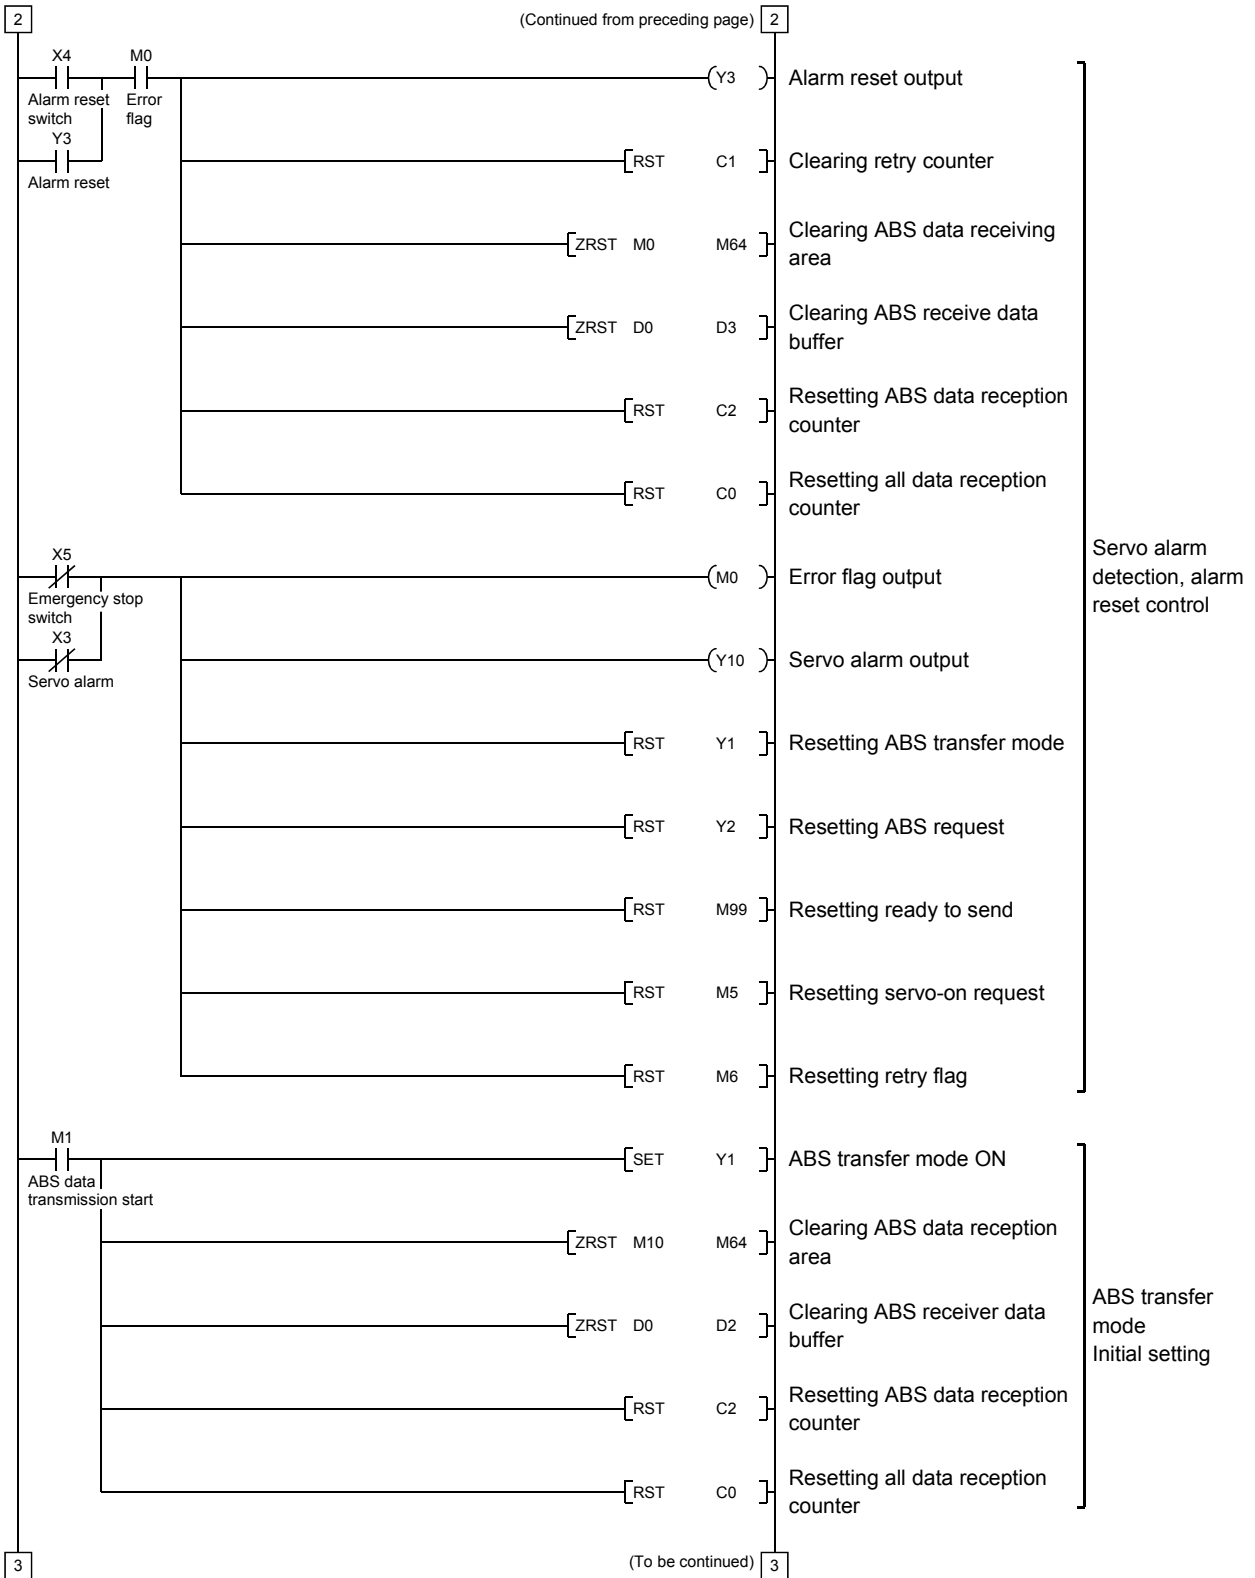 2 (Continued from preceding page) 2
X4 M0
Y3 Alarm reset output
Alarm reset Error
switch flag
Y3
Alarm reset
RST C1 Clearing retry counter
ZRST M0 M64 Clearing ABS data receiving
area
ZRST D0 D3 Clearing ABS receive data
buffer
RST C2 Resetting ABS data reception
counter
RST C0 Resetting all data reception
counter
Servo alarm
detection, alarm
reset control
X5
M0 Error flag output
Emergency stop
switch
X3
Y10 Servo alarm output
Servo alarm
RST Y1 Resetting ABS transfer mode
RST Y2 Resetting ABS request
RST M99 Resetting ready to send
RST M5 Resetting servo-on request
RST M6 Resetting retry flag
M1
SET Y1 ABS transfer mode ON
ABS data
transmission start
ZRST M10 M64 Clearing ABS data reception
area
ZRST D0 D2 Clearing ABS receiver data
buffer
ABS transfer
mode
Initial setting
RST C2 Resetting ABS data reception
counter
RST C0 Resetting all data reception
counter
3 (To be continued) 3